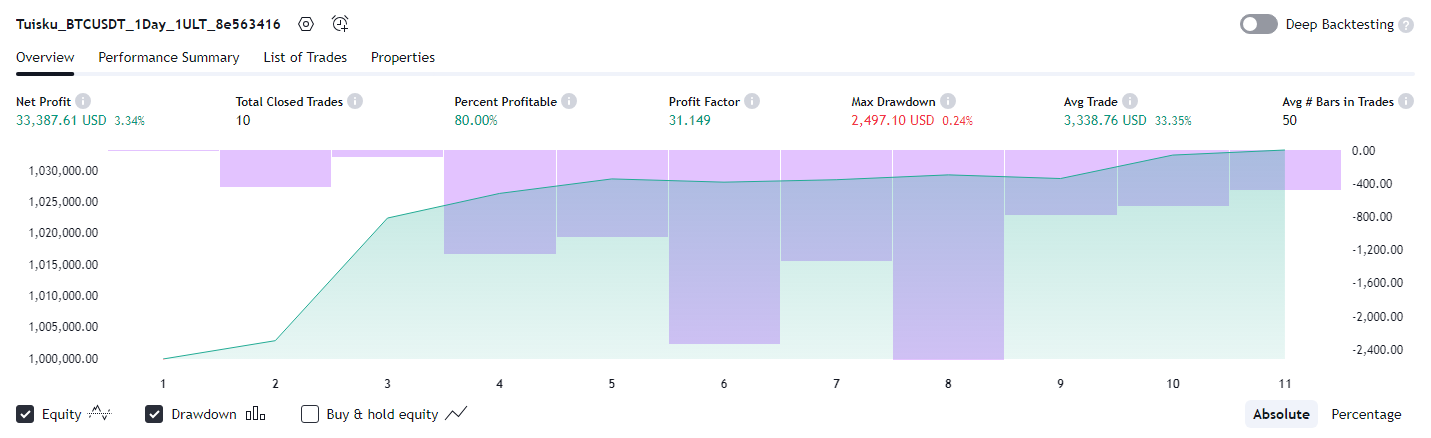 Tuisku_BTCUSDT_1Day_1ULT_8e563416 Deep Backtesting ?
Overview Performance Summary List of Trades Properties
Net Profit i Total Closed Trades i Percent Profitable i Profit Factor i Max Drawdown i Avg Trade i Avg # Bars in Trades i
33,387.61 USD 3.34% 10 80.00% 31.149 2,497.10 USD 0.24% 3,338.76 USD 33.35% 50
1,030,000.00
1,025,000.00
1,020,000.00
1,015,000.00
1,010,000.00
1,005,000.00
1,000,000.00
0.00
-400.00
-800.00
-1,200.00
-1,600.00
-2,000.00
-2,400.00
1 2 3 4 5 6 7 8 9 10 11
Equity Drawdown Buy & hold equity Absolute Percentage